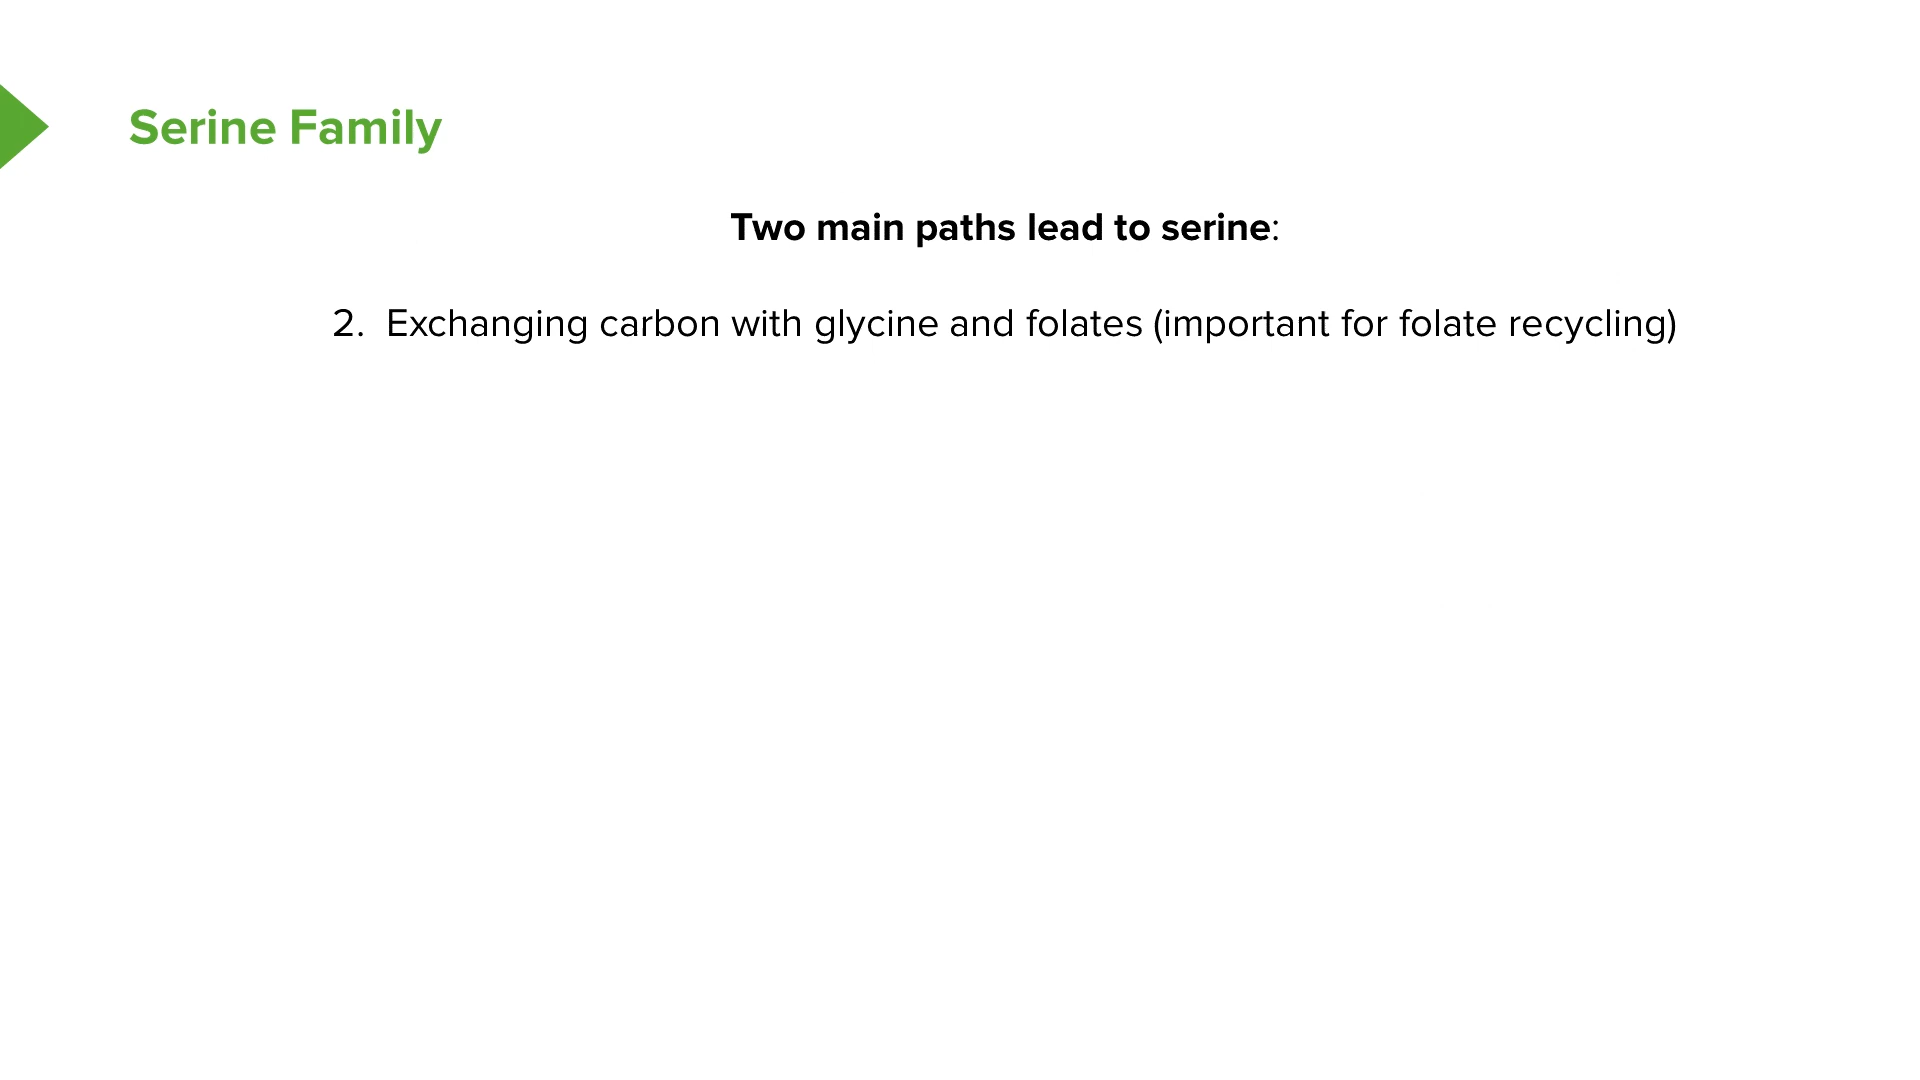 Serine Family
Two main paths lead to serine:
2. Exchanging carbon with glycine and folates (important for folate recycling)